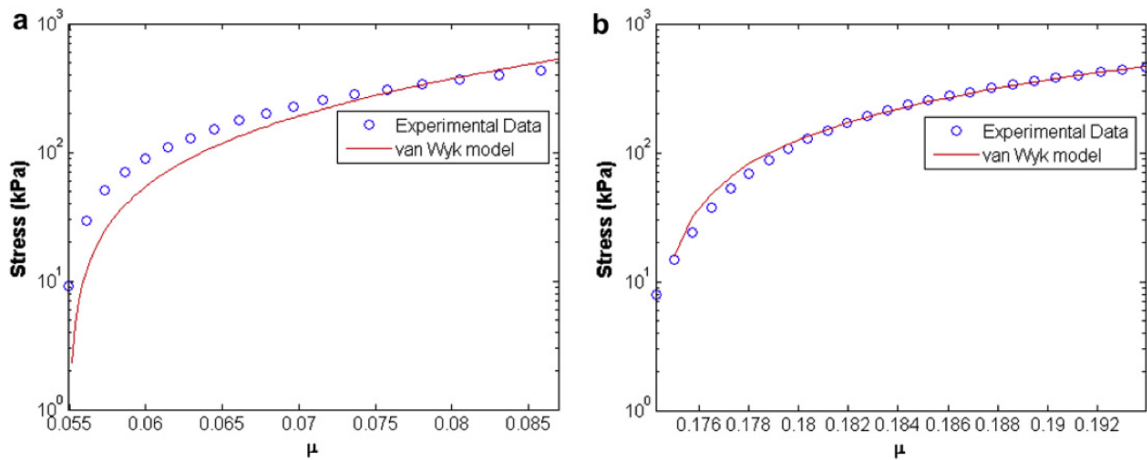 a
10³
10²
10¹
10⁰
Stress (kPa)
Experimental Data
van Wyk model
0.055 0.06 0.065 0.07 0.075 0.08 0.085
μ
b
10³
10²
10¹
10⁰
Stress (kPa)
Experimental Data
van Wyk model
0.176 0.178 0.18 0.182 0.184 0.186 0.188 0.19 0.192
μ